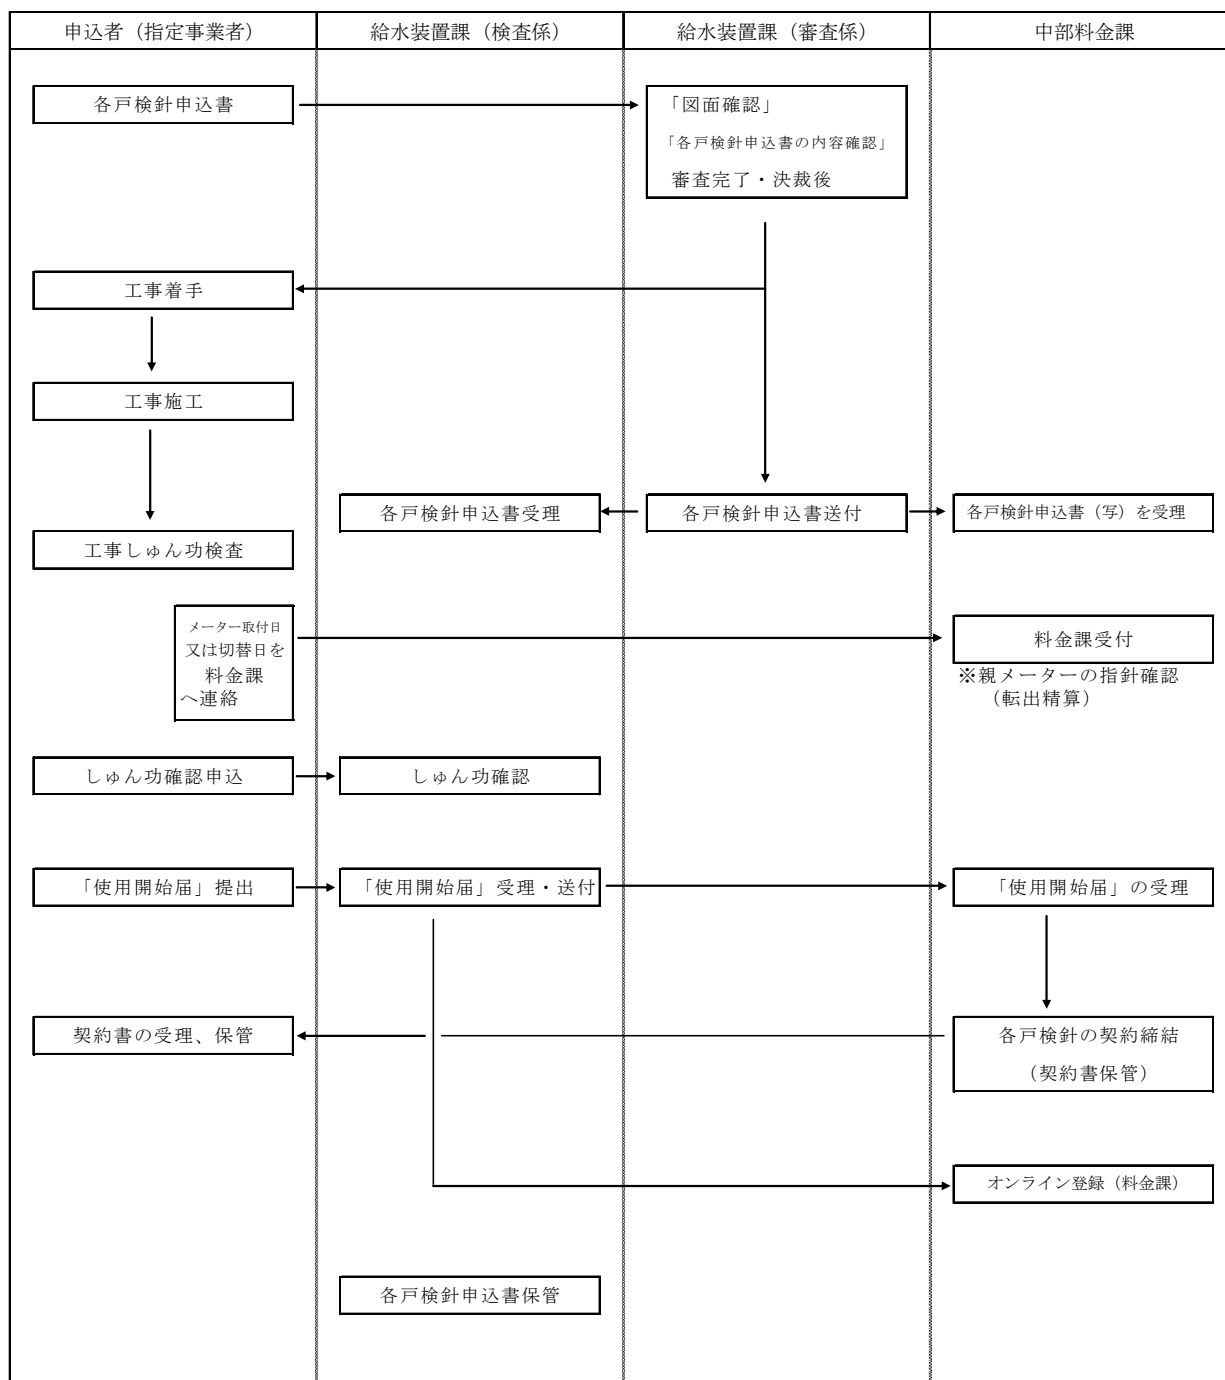 申込者（指定事業者）
給水装置課（検査係）
給水装置課（審査係）
中部料金課
各戸検針申込書
「図面確認」
「各戸検針申込書の内容確認」
審査完了・決裁後
工事着手
工事施工
各戸検針申込書受理
各戸検針申込書送付
各戸検針申込書（写）を受理
工事しゅん功検査
メーター取付日
又は切替日を
料金課
へ連絡
料金課受付
※親メーターの指針確認
（転出精算）
しゅん功確認申込
しゅん功確認
「使用開始届」提出
「使用開始届」受理・送付
「使用開始届」の受理
契約書の受理、保管
各戸検針の契約締結
（契約書保管）
オンライン登録（料金課）
各戸検針申込書保管